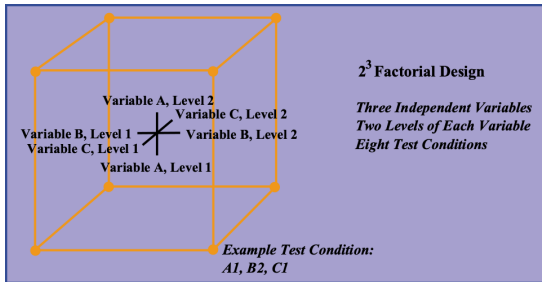 2³ Factorial Design
Variable A, Level 2
Variable C, Level 2
Variable B, Level 1
Variable B, Level 2
Variable C, Level 1
Variable A, Level 1
Three Independent Variables
Two Levels of Each Variable
Eight Test Conditions
Example Test Condition:
A1, B2, C1